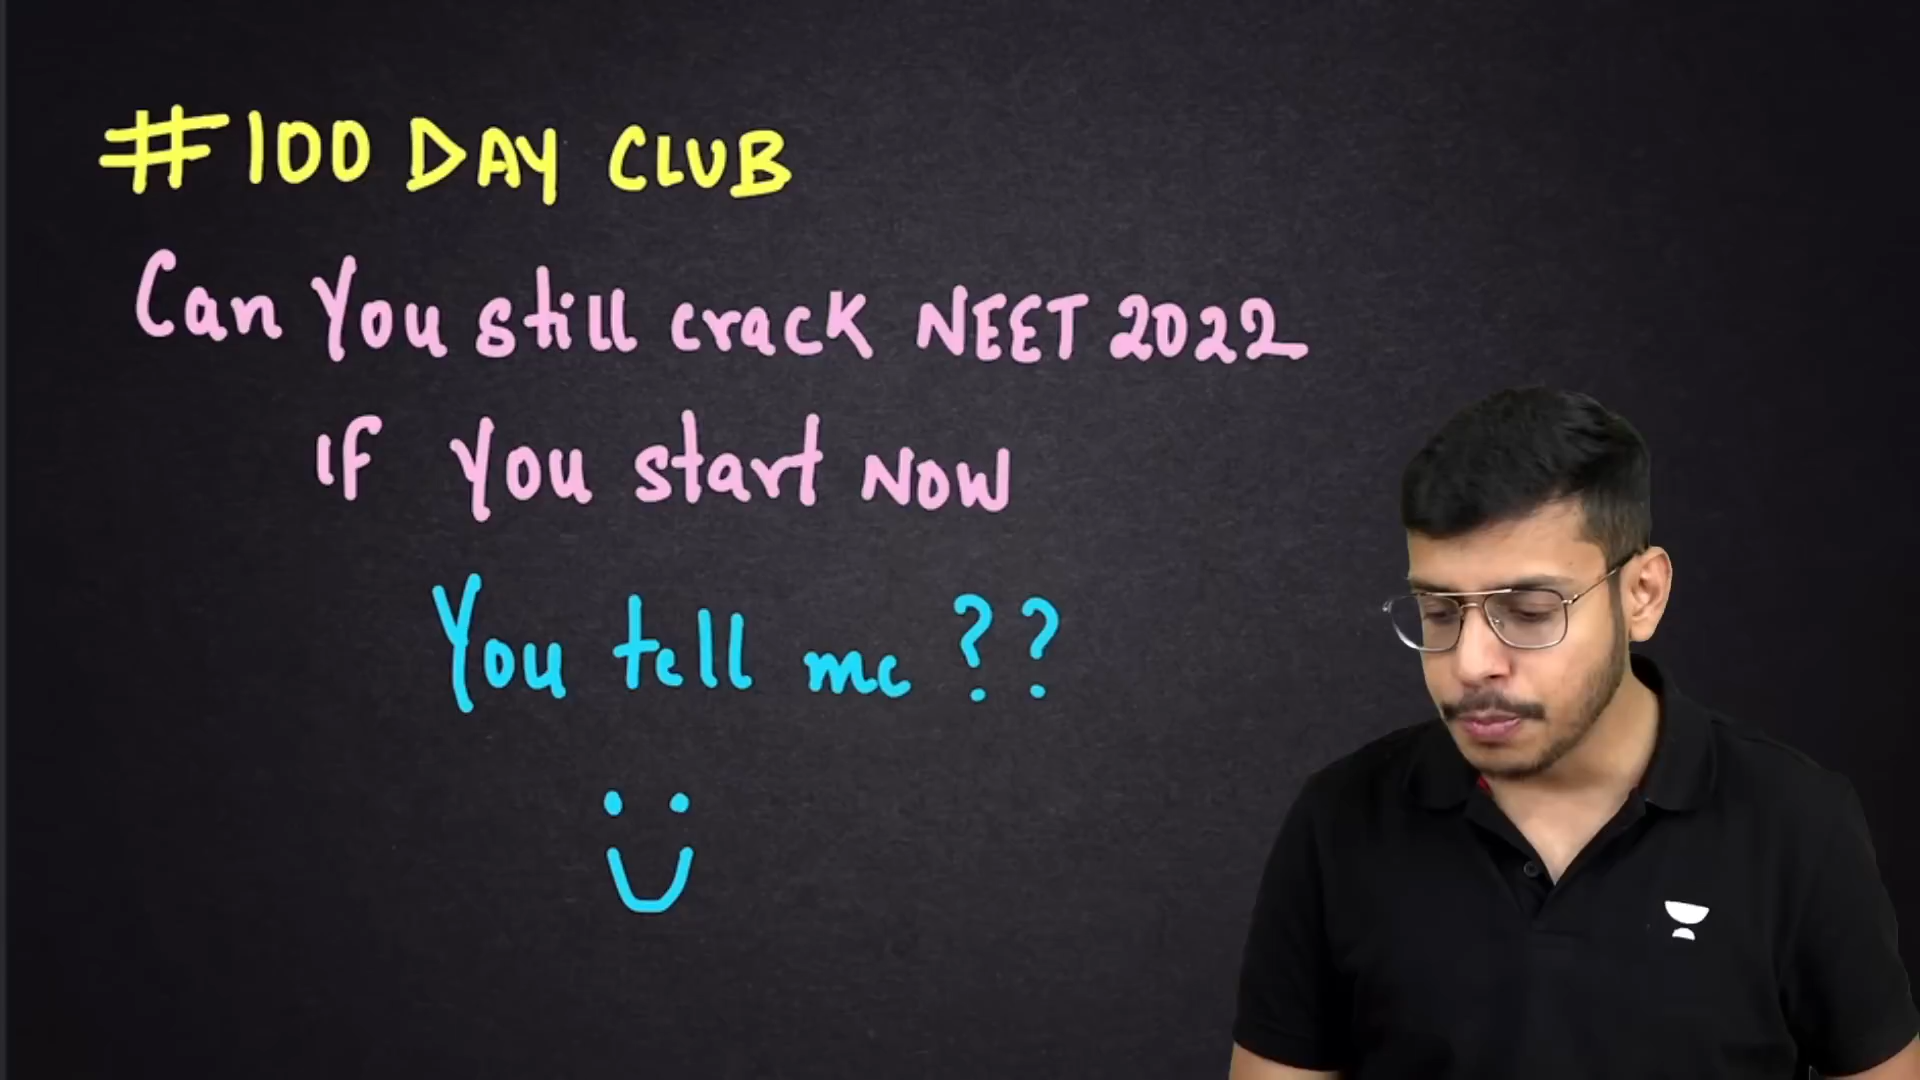 #100 DAY CLUB
Can You still crack NEET 2022
IF You start NOW
You tell me ??